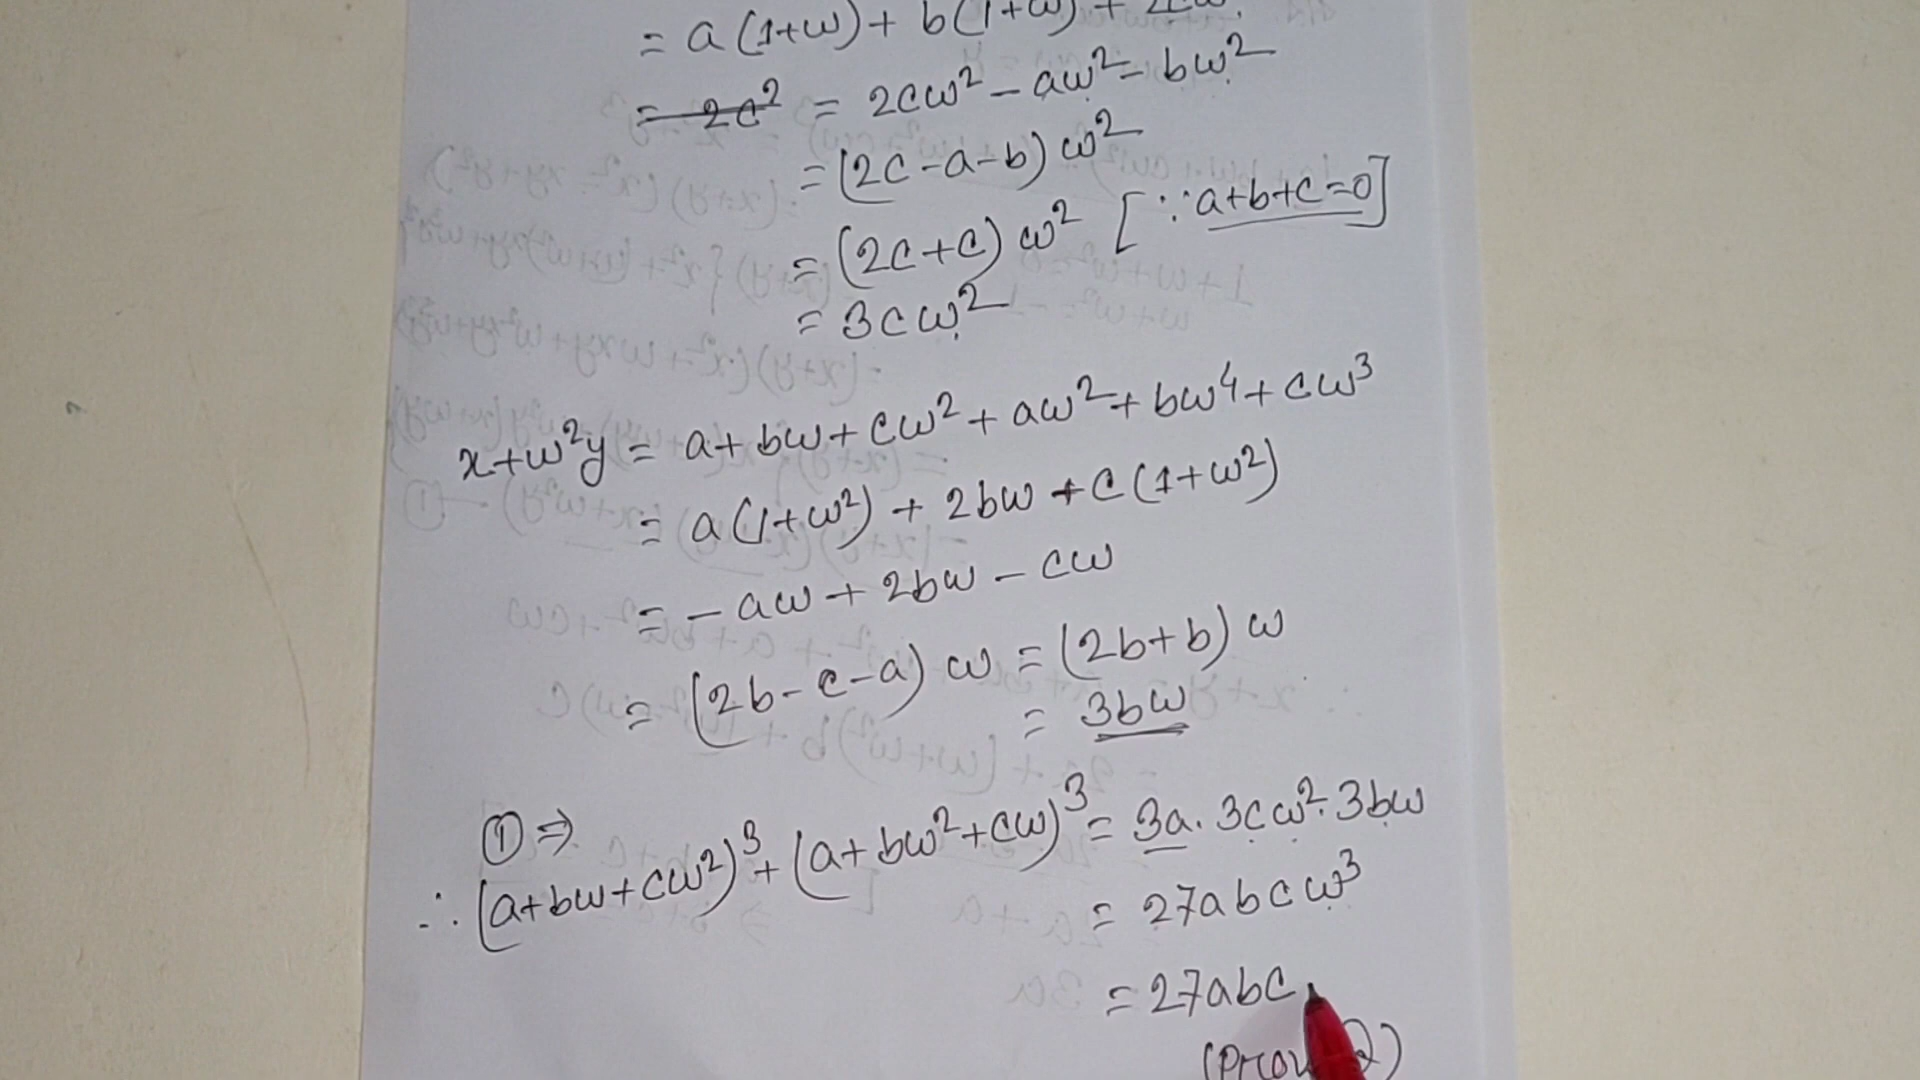 = a(1+ω) + b(1+ω) + 2cω²
= 2c² = 2cω² - aω² - bω²
= (2c-a-b) ω²
= (2c+c) ω² [∵ a+b+c=0]
= 3cω²
x+ω²y = a+bω+cω²+aω²+bω⁴+cω³
= a(1+ω²) + 2bω + c(1+ω²)
= -aω + 2bω - cω
= (2b-c-a) ω = (2b+b) ω
= 3bω
① ⇒
∴ (a+bω+cω²)³ + (a+bω²+cω)³ = 3a. 3cω². 3bω
= 27abcω³
= 27abc